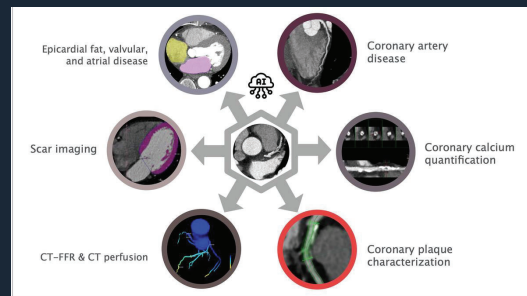 Epicardial fat, valvular,
and atrial disease
AI
Coronary artery
disease
Scar imaging
Coronary calcium
quantification
CT-FFR & CT perfusion
Coronary plaque
characterization